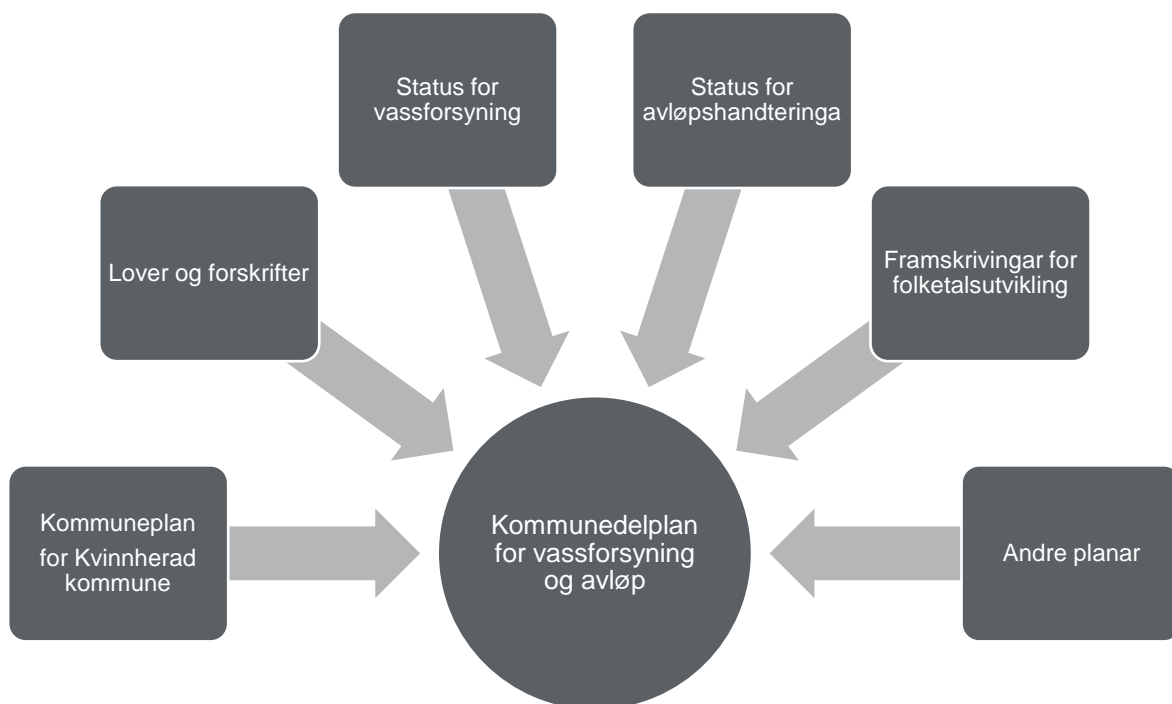 Status for
vassforsyning
Status for
avløpshandteringa
Lover og forskrifter
Framskrivingar for
folketalsutvikling
Kommuneplan
for Kvinnherad
kommune
Kommunedelplan
for vassforsyning
og avløp
Andre planar